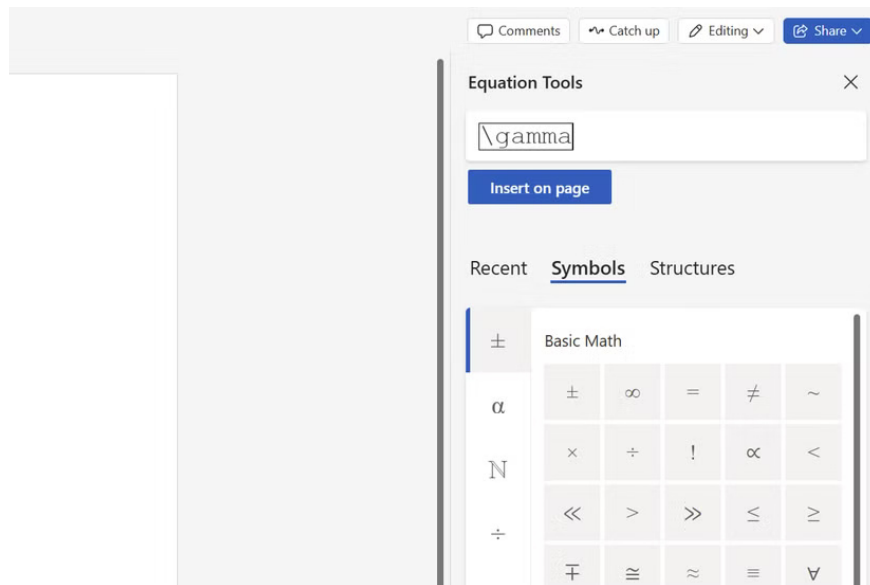 Comments Catch up Editing Share
Equation Tools
\gamma
Insert on page
Recent Symbols Structures
± Basic Math
± ∞ = ≠ ~
α
× ÷ ! ∝ <
ℕ
≪ > ≫ ≤ ≥
÷
∓ ≅ ≈ ≡ ∀